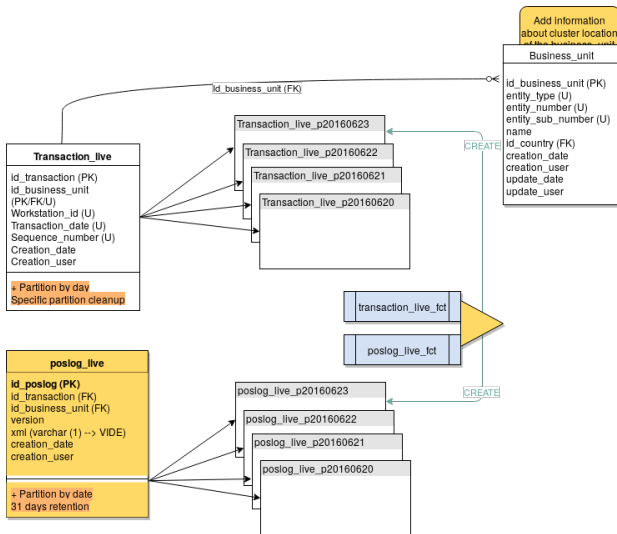 Add information
about cluster location
of the business_unit
Business_unit
id_business_unit (PK)
entity_type (U)
entity_number (U)
entity_sub_number (U)
name
id_country (FK)
creation_date
creation_user
update_date
update_user
Id_business_unit (FK)
Transaction_live
id_transaction (PK)
id_business_unit
(PK/FK/U)
Workstation_id (U)
Transaction_date (U)
Sequence_number (U)
Creation_date
Creation_user
+ Partition by day
Specific partition cleanup
Transaction_live_p20160623
Transaction_live_p20160622
Transaction_live_p20160621
Transaction_live_p20160620
CREATE
transaction_live_fct
poslog_live_fct
CREATE
poslog_live
id_poslog (PK)
id_transaction (FK)
id_business_unit (FK)
version
xml (varchar (1) --> VIDE)
creation_date
creation_user
+ Partition by date
31 days retention
poslog_live_p20160623
poslog_live_p20160622
poslog_live_p20160621
poslog_live_p20160620